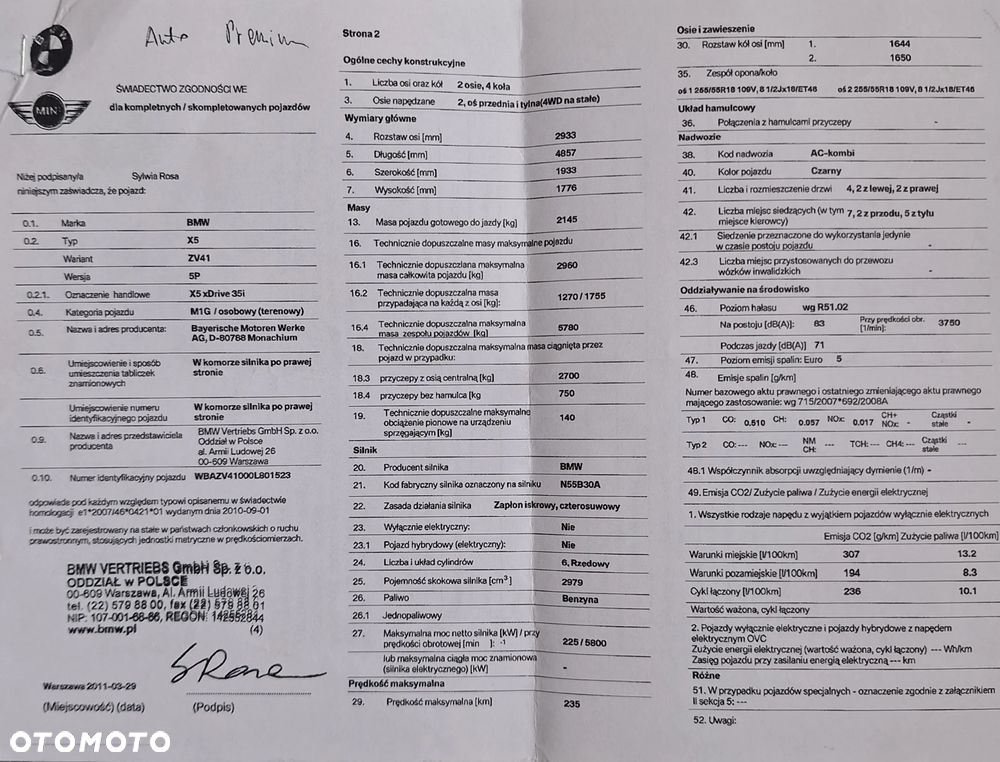 BMW
Auto Premium
MINI
ŚWIADECTWO ZGODNOŚCI WE
dla kompletnych / skompletowanych pojazdów
Niżej podpisany/a Sylwia Rosa
niniejszym zaświadcza, że pojazd:
0.1. Marka BMW
0.2. Typ X5
Wariant ZV41
Wersja 5P
0.2.1. Oznaczenie handlowe X5 xDrive 35i
0.4. Kategoria pojazdu M1G / osobowy (terenowy)
0.5. Nazwa i adres producenta: Bayerische Motoren Werke
AG, D-80788 Monachium
0.6. Umiejscowienie i sposób
umieszczenia tabliczek
znamionowych
W komorze silnika po prawej
stronie
Umiejscowienie numeru
identyfikacyjnego pojazdu
W komorze silnika po prawej
stronie
0.9. Nazwa i adres przedstawiciela
producenta
BMW Vertriebs GmbH Sp. z o.o.
Oddział w Polsce
al. Armii Ludowej 26
00-609 Warszawa
0.10. Numer identyfikacyjny pojazdu WBAZV41000L801523
odpowiada pod każdym względem typowi opisanemu w świadectwie
homologacji e1*2007/46*0421*01 wydanym dnia 2010-09-01
i może być zarejestrowany na stałe w państwach członkowskich o ruchu
prawostronnym, stosujących jednostki metryczne w prędkościomierzach.
BMW VERTRIEBS GmbH Sp. z o.o.
ODDZIAŁ w POLSCE
00-609 Warszawa, Al. Armii Ludowej 26
tel. (22) 579 88 00, fax (22) 579 88 01
NIP: 107-001-68-66, REGON: 142552844
www.bmw.pl (4)
SRosa
Warszawa 2011-03-29
(Miejscowość) (data) (Podpis)
Strona 2
Ogólne cechy konstrukcyjne
1. Liczba osi oraz kół 2 osie, 4 koła
3. Osie napędzane 2, oś przednia i tylna(4WD na stałe)
Wymiary główne
4. Rozstaw osi [mm] 2933
5. Długość [mm] 4857
6. Szerokość [mm] 1933
7. Wysokość [mm] 1776
Masy
13. Masa pojazdu gotowego do jazdy [kg] 2145
16. Technicznie dopuszczalne masy maksymalne pojazdu
16.1 Technicznie dopuszczalna maksymalna
masa całkowita pojazdu [kg] 2960
16.2 Technicznie dopuszczalna masa
przypadająca na każdą z osi [kg]: 1270 / 1755
16.4 Technicznie dopuszczalna maksymalna
masa zespołu pojazdów [kg] 5780
18. Technicznie dopuszczalna maksymalna masa ciągnięta przez
pojazd w przypadku:
18.3 przyczepy z osią centralną [kg] 2700
18.4 przyczepy bez hamulca [kg 750
19. Technicznie dopuszczalne maksymalne
obciążenie pionowe na urządzeniu
sprzęgającym [kg] 140
Silnik
20. Producent silnika BMW
21. Kod fabryczny silnika oznaczony na silniku N55B30A
22. Zasada działania silnika Zapłon iskrowy, czterosuwowy
23. Wyłącznie elektryczny: Nie
23.1 Pojazd hybrydowy (elektryczny): Nie
24. Liczba i układ cylindrów 6, Rzędowy
25. Pojemność skokowa silnika [cm³] 2979
26. Paliwo Benzyna
26.1 Jednopaliwowy
27. Maksymalna moc netto silnika [kW] / przy
prędkości obrotowej [min ]: -1 225 / 5800
lub maksymalna ciągła moc znamionowa
(silnika elektrycznego) [kW] -
Prędkość maksymalna
29. Prędkość maksymalna [km] 235
Osie i zawieszenie
30. Rozstaw kół osi [mm] 1. 1644
2. 1650
35. Zespół opona/koło
oś 1 255/55R18 109V, 8 1/2Jx18/ET46 oś 2 255/55R18 109V, 8 1/2Jx18/ET46
Układ hamulcowy
36. Połączenia z hamulcami przyczepy -
Nadwozie
38. Kod nadwozia AC-kombi
40. Kolor pojazdu Czarny
41. Liczba i rozmieszczenie drzwi 4, 2 z lewej, 2 z prawej
42. Liczba miejsc siedzących (w tym
miejsce kierowcy) 7, 2 z przodu, 5 z tyłu
42.1 Siedzenie przeznaczone do wykorzystania jedynie
w czasie postoju pojazdu -
42.3 Liczba miejsc przystosowanych do przewozu
wózków inwalidzkich -
Oddziaływanie na środowisko
46. Poziom hałasu wg R51.02
Na postoju [dB(A)]: 83 Przy prędkości obr.
[1/min]: 3750
Podczas jazdy [dB(A)] 71
47. Poziom emisji spalin: Euro 5
48. Emisje spalin [g/km]
Numer bazowego aktu prawnego i ostatniego zmieniającego aktu prawnego
mającego zastosowanie: wg 715/2007*692/2008A
Typ 1 CO: 0.510 CH: 0.057 NOx: 0.017 CH+
NOx: - Cząstki
stałe -
Typ 2 CO: --- NOx: --- NM
CH: --- TCH: --- CH4: --- Cząstki
stałe ---
48.1 Współczynnik absorpcji uwzględniający dymienie (1/m) -
49. Emisja CO2/ Zużycie paliwa / Zużycie energii elektrycznej
1. Wszystkie rodzaje napędu z wyjątkiem pojazdów wyłącznie elektrycznych
Emisja CO2 [g/km] Zużycie paliwa [l/100km]
Warunki miejskie [l/100km] 307 13.2
Warunki pozamiejskie [l/100km] 194 8.3
Cykl łączony [l/100km] 236 10.1
Wartość ważona, cykl łączony
2. Pojazdy wyłącznie elektryczne i pojazdy hybrydowe z napędem
elektrycznym OVC
Zużycie energii elektrycznej (wartość ważona, cykl łączony) --- Wh/km
Zasięg pojazdu przy zasilaniu energią elektryczną --- km
Różne
51. W przypadku pojazdów specjalnych - oznaczenie zgodnie z załącznikiem
II sekcja 5: ---
52. Uwagi:
OTOMOTO